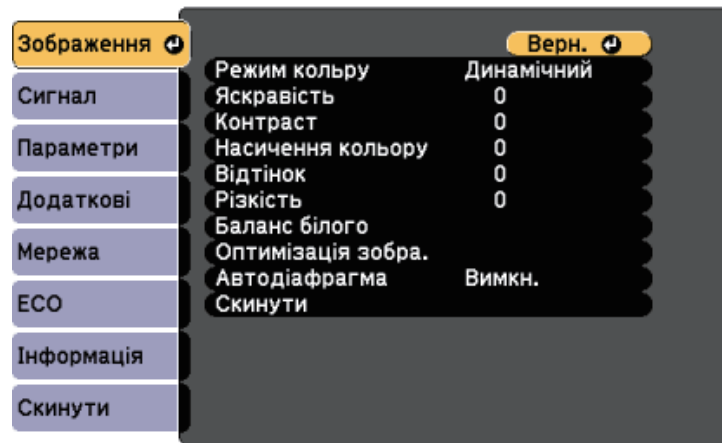 Зображення
Сигнал
Параметри
Додаткові
Мережа
ECO
Інформація
Скинути
Верн.
Режим кольру Динамічний
Яскравість 0
Контраст 0
Насичення кольору 0
Відтінок 0
Різкість 0
Баланс білого
Оптимізація зобра.
Автодіафрагма Вимкн.
Скинути